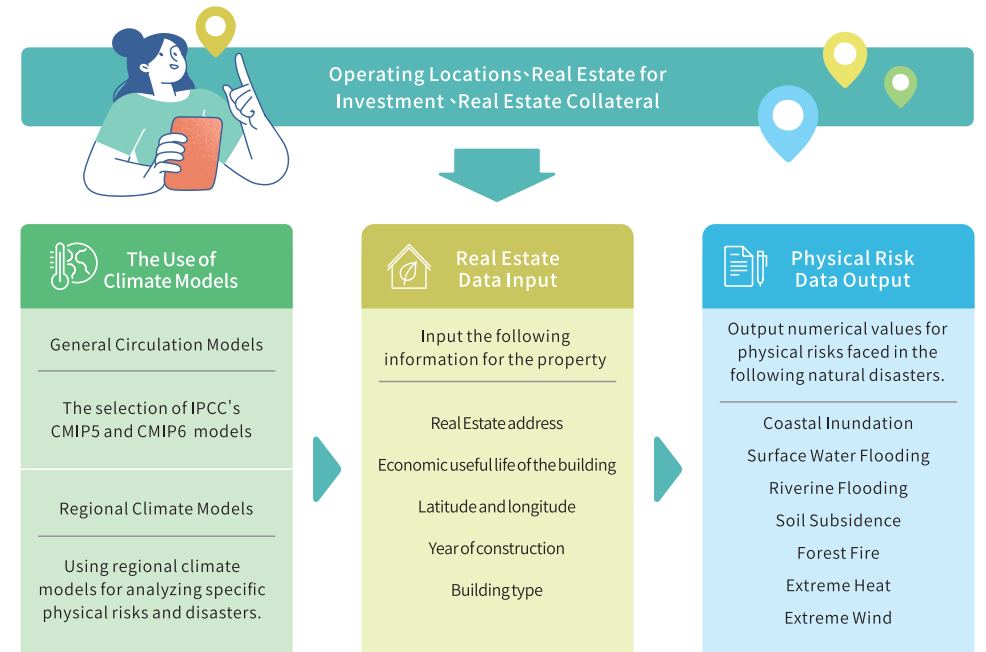 Operating Locations、Real Estate for
Investment 、Real Estate Collateral
The Use of
Climate Models
General Circulation Models
The selection of IPCC's
CMIP5 and CMIP6 models
Regional Climate Models
Using regional climate
models for analyzing specific
physical risks and disasters.
Real Estate
Data Input
Input the following
information for the property
Real Estate address
Economic useful life of the building
Latitude and longitude
Year of construction
Building type
Physical Risk
Data Output
Output numerical values for
physical risks faced in the
following natural disasters.
Coastal Inundation
Surface Water Flooding
Riverine Flooding
Soil Subsidence
Forest Fire
Extreme Heat
Extreme Wind